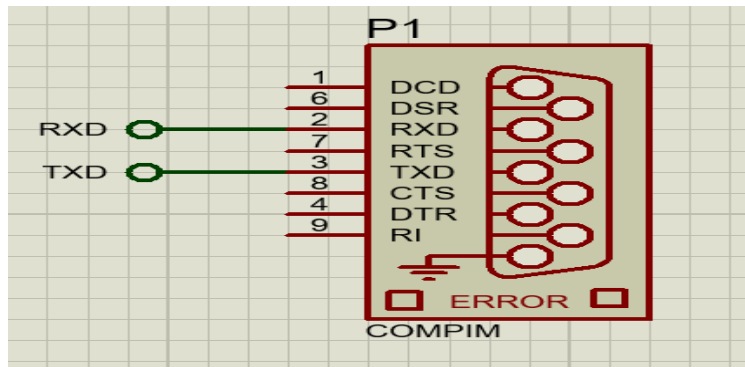 P1
1 DCD
6 DSR
RXD 2 RXD
7 RTS
TXD 3 TXD
8 CTS
4 DTR
9 RI
ERROR
COMPIM